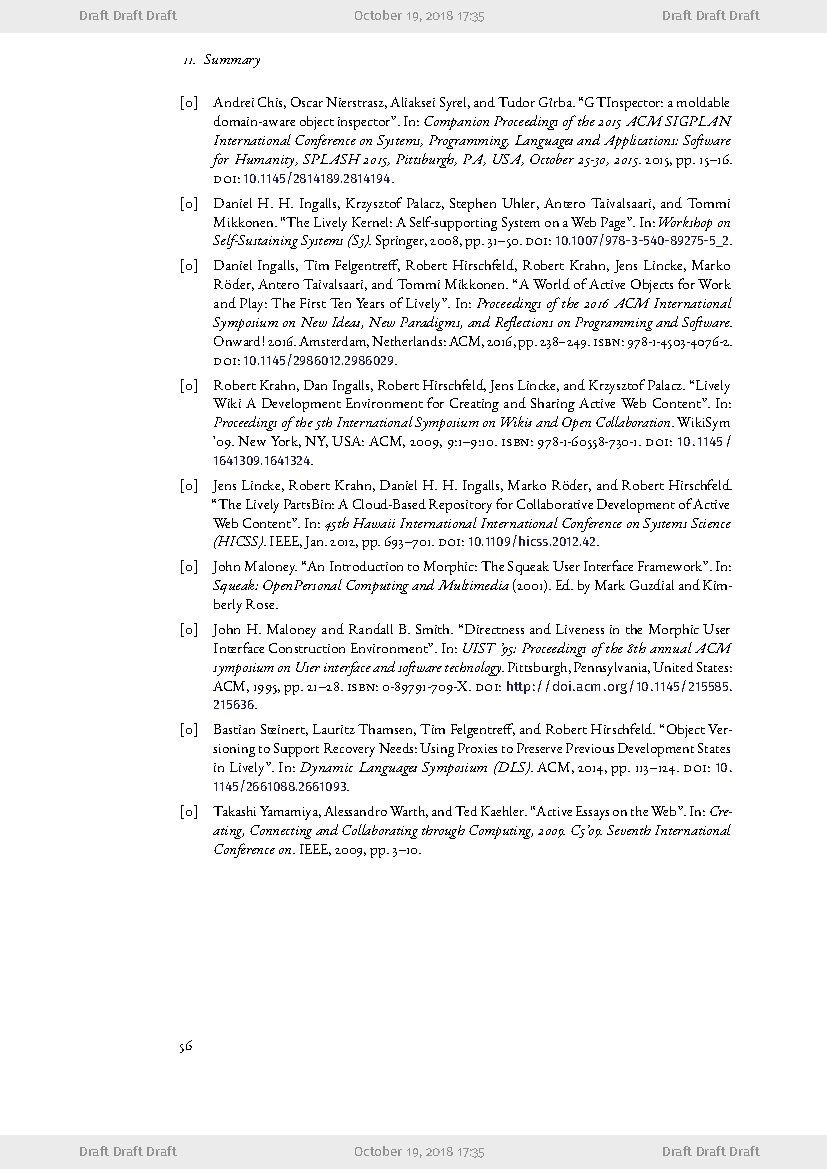 Draft Draft Draft October 19, 2018 17:35 Draft Draft Draft
11. Summary
[0] Andrei Chis, Oscar Nierstrasz, Aliaksei Syrel, and Tudor Gîrba. “GTInspector: a moldable
domain-aware object inspector”. In: Companion Proceedings of the 2015 ACM SIGPLAN
International Conference on Systems, Programming, Languages and Applications: Software
for Humanity, SPLASH 2015, Pittsburgh, PA, USA, October 25-30, 2015. 2015, pp. 15–16.
DOI: 10.1145/2814189.2814194.
[0] Daniel H. H. Ingalls, Krzysztof Palacz, Stephen Uhler, Antero Taivalsaari, and Tommi
Mikkonen. “The Lively Kernel: A Self-supporting System on a Web Page”. In: Workshop on
Self-Sustaining Systems (S3). Springer, 2008, pp. 31–50. DOI: 10.1007/978-3-540-89275-5_2.
[0] Daniel Ingalls, Tim Felgentreff, Robert Hirschfeld, Robert Krahn, Jens Lincke, Marko
Röder, Antero Taivalsaari, and Tommi Mikkonen. “A World of Active Objects for Work
and Play: The First Ten Years of Lively”. In: Proceedings of the 2016 ACM International
Symposium on New Ideas, New Paradigms, and Reflections on Programming and Software.
Onward! 2016. Amsterdam, Netherlands: ACM, 2016, pp. 238–249. ISBN: 978-1-4503-4076-2.
DOI: 10.1145/2986012.2986029.
[0] Robert Krahn, Dan Ingalls, Robert Hirschfeld, Jens Lincke, and Krzysztof Palacz. “Lively
Wiki A Development Environment for Creating and Sharing Active Web Content”. In:
Proceedings of the 5th International Symposium on Wikis and Open Collaboration. WikiSym
’09. New York, NY, USA: ACM, 2009, 9:1–9:10. ISBN: 978-1-60558-730-1. DOI: 10.1145/
1641309.1641324.
[0] Jens Lincke, Robert Krahn, Daniel H. H. Ingalls, Marko Röder, and Robert Hirschfeld.
“The Lively PartsBin: A Cloud-Based Repository for Collaborative Development of Active
Web Content”. In: 45th Hawaii International International Conference on Systems Science
(HICSS). IEEE, Jan. 2012, pp. 693–701. DOI: 10.1109/hicss.2012.42.
[0] John Maloney. “An Introduction to Morphic: The Squeak User Interface Framework”. In:
Squeak: OpenPersonal Computing and Multimedia (2001). Ed. by Mark Guzdial and Kim-
berly Rose.
[0] John H. Maloney and Randall B. Smith. “Directness and Liveness in the Morphic User
Interface Construction Environment”. In: UIST ’95: Proceedings of the 8th annual ACM
symposium on User interface and software technology. Pittsburgh, Pennsylvania, United States:
ACM, 1995, pp. 21–28. ISBN: 0-89791-709-X. DOI: http://doi.acm.org/10.1145/215585.
215636.
[0] Bastian Steinert, Lauritz Thamsen, Tim Felgentreff, and Robert Hirschfeld. “Object Ver-
sioning to Support Recovery Needs: Using Proxies to Preserve Previous Development States
in Lively”. In: Dynamic Languages Symposium (DLS). ACM, 2014, pp. 113–124. DOI: 10.
1145/2661088.2661093.
[0] Takashi Yamamiya, Alessandro Warth, and Ted Kaehler. “Active Essays on the Web”. In: Cre-
ating, Connecting and Collaborating through Computing, 2009. C5’09. Seventh International
Conference on. IEEE, 2009, pp. 3–10.
56
Draft Draft Draft October 19, 2018 17:35 Draft Draft Draft